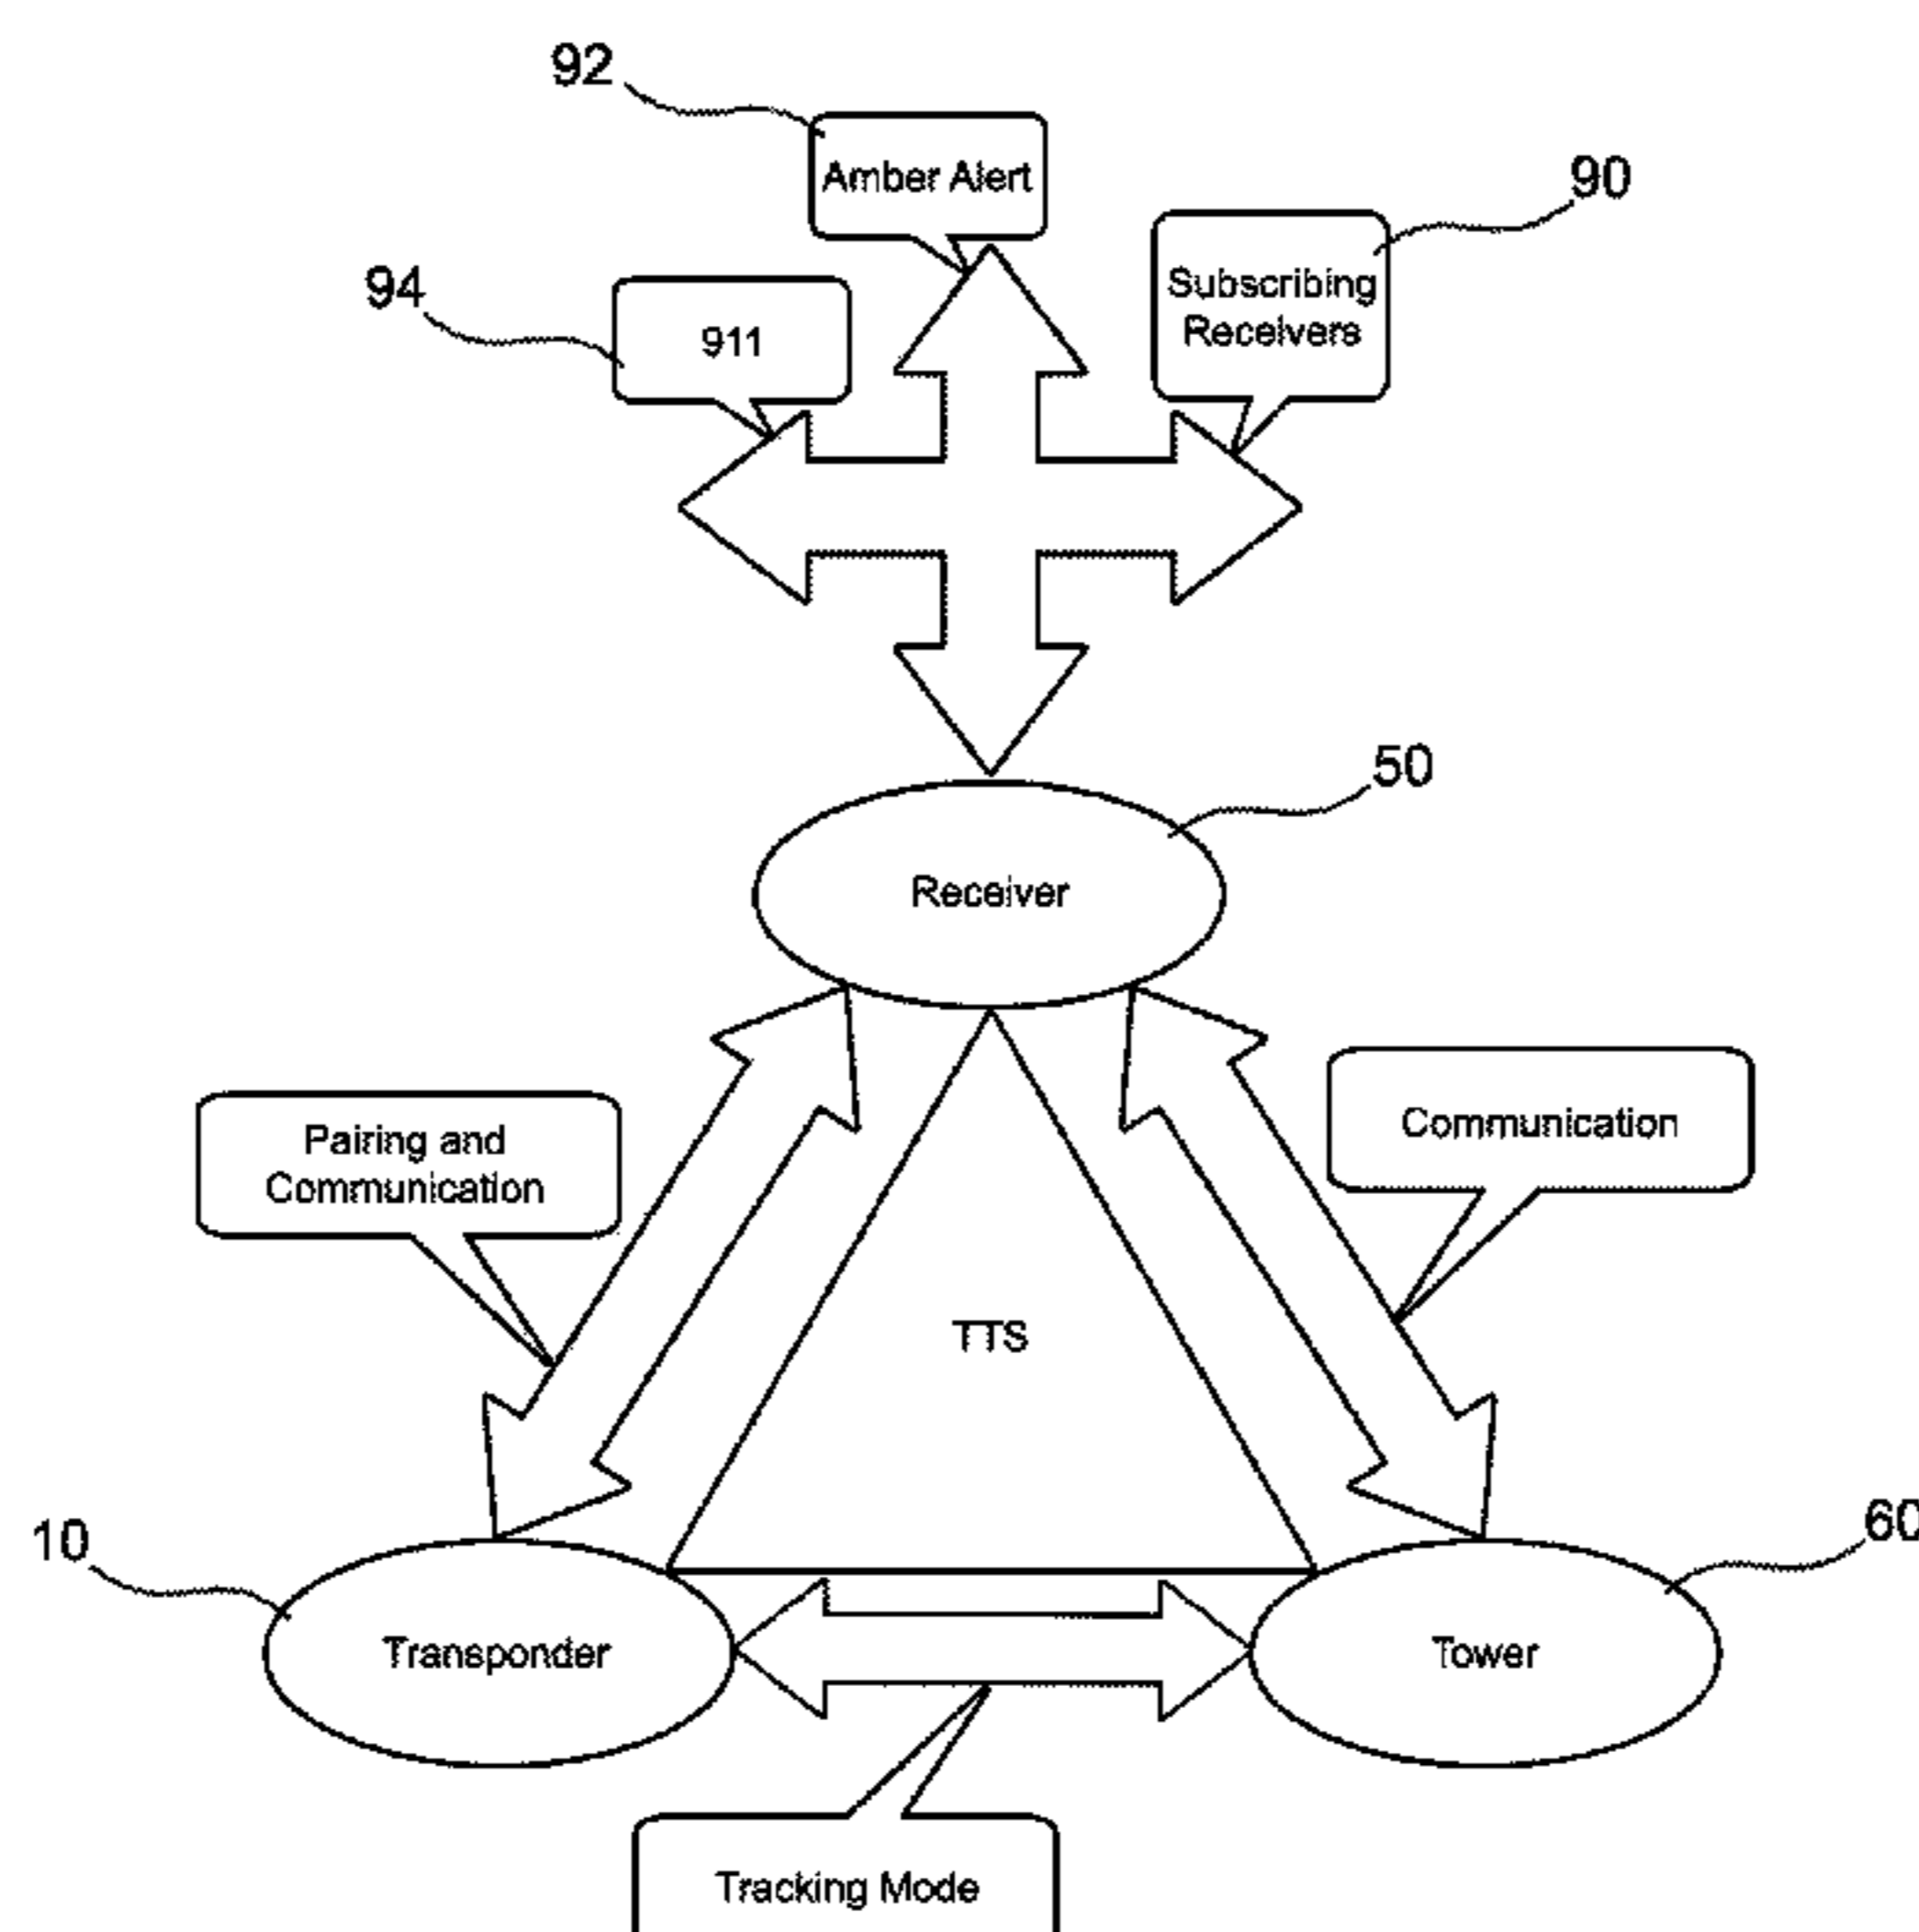 92
Amber Alert
90
Subscribing
Receivers
94
911
50
Receiver
Pairing and
Communication
Communication
TTS
10
60
Transponder
Tower
Tracking Mode